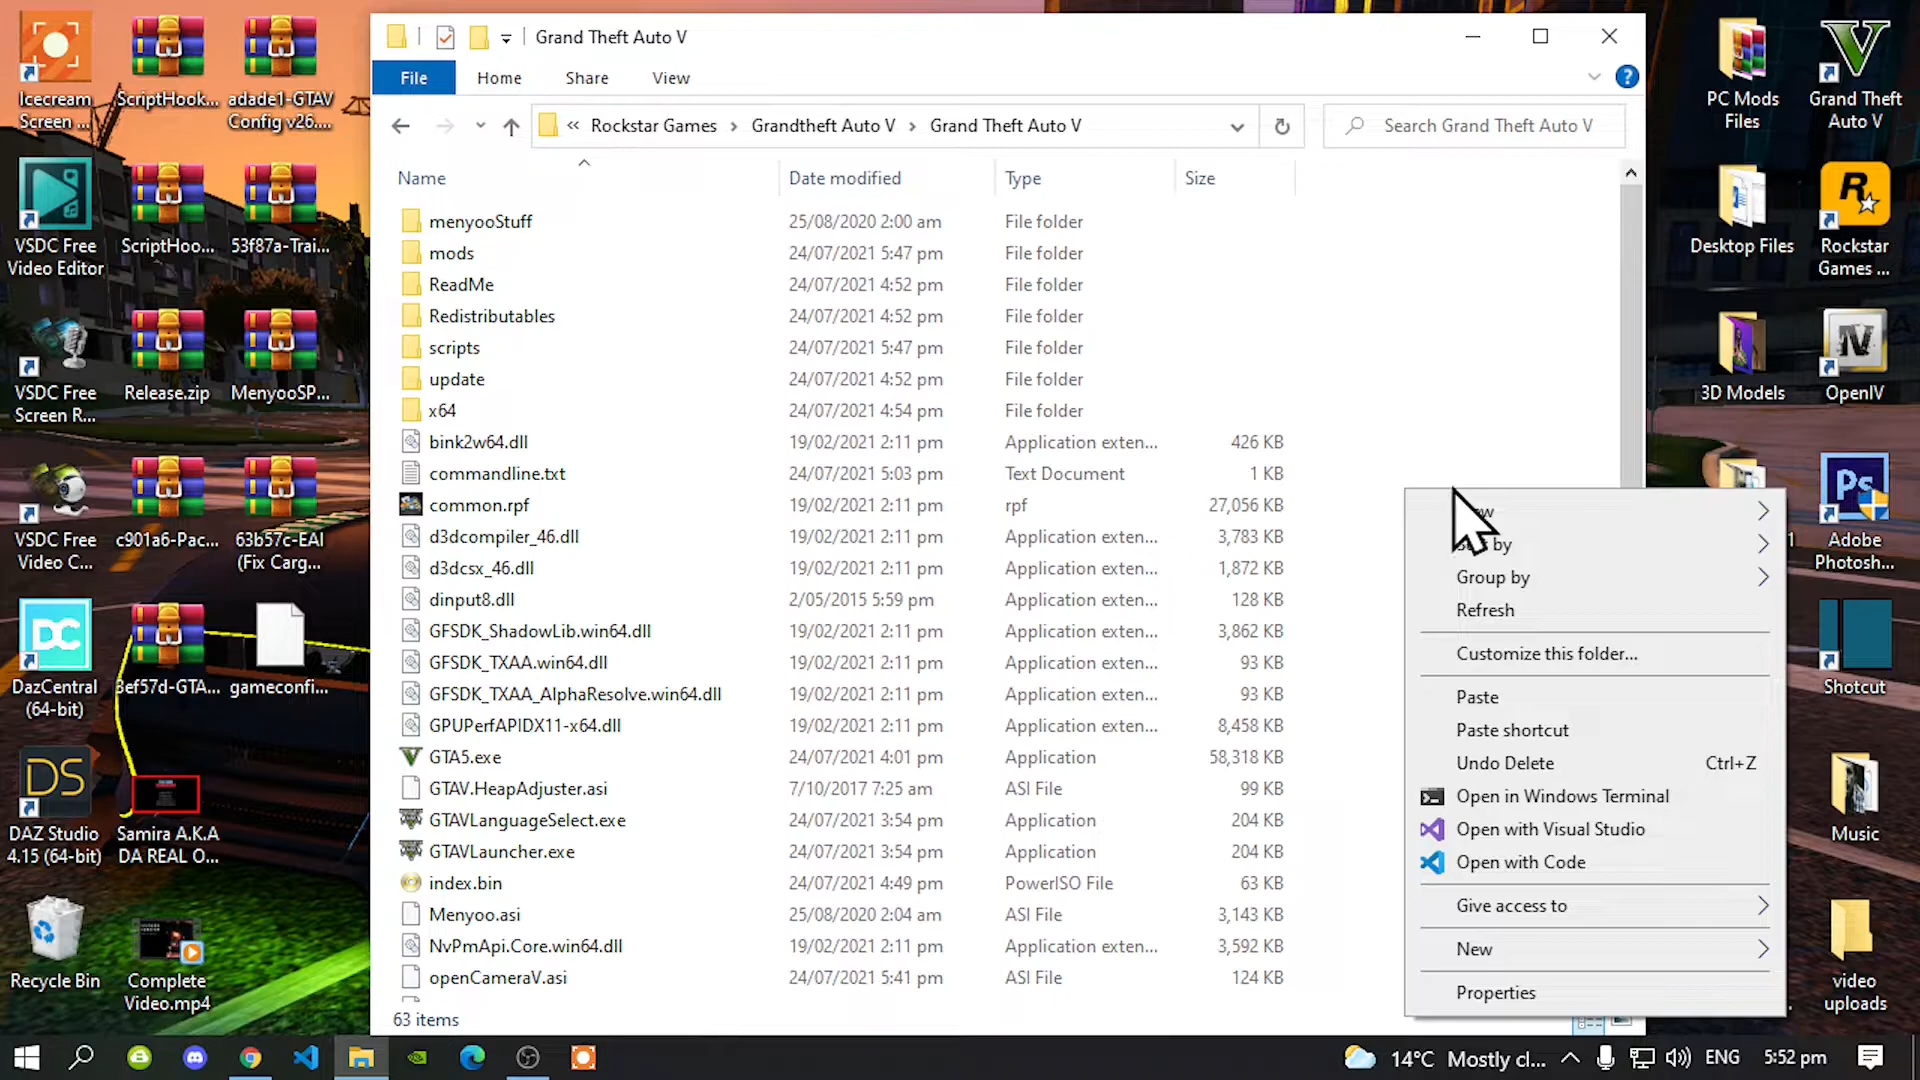 Icecream
Screen ...
ScriptHook...
adade1-GTAV
Config v26....
VSDC Free
Video Editor
ScriptHoo...
53f87a-Trai...
VSDC Free
Screen R...
Release.zip
MenyooSP...
VSDC Free
Video C...
c901a6-Pac...
63b57c-EAI
(Fix Carg...
DazCentral
(64-bit)
3ef57d-GTA...
gameconfi...
DAZ Studio
4.15 (64-bit)
Samira A.K.A
DA REAL O...
Recycle Bin
Complete
Video.mp4
Grand Theft Auto V
File Home Share View
« Rockstar Games › Grandtheft Auto V › Grand Theft Auto V
Search Grand Theft Auto V
Name Date modified Type Size
menyooStuff 25/08/2020 2:00 am File folder
mods 24/07/2021 5:47 pm File folder
ReadMe 24/07/2021 4:52 pm File folder
Redistributables 24/07/2021 4:52 pm File folder
scripts 24/07/2021 5:47 pm File folder
update 24/07/2021 4:52 pm File folder
x64 24/07/2021 4:54 pm File folder
bink2w64.dll 19/02/2021 2:11 pm Application exten... 426 KB
commandline.txt 24/07/2021 5:03 pm Text Document 1 KB
common.rpf 19/02/2021 2:11 pm rpf 27,056 KB
d3dcompiler_46.dll 19/02/2021 2:11 pm Application exten... 3,783 KB
d3dcsx_46.dll 19/02/2021 2:11 pm Application exten... 1,872 KB
dinput8.dll 2/05/2015 5:59 pm Application exten... 128 KB
GFSDK_ShadowLib.win64.dll 19/02/2021 2:11 pm Application exten... 3,862 KB
GFSDK_TXAA.win64.dll 19/02/2021 2:11 pm Application exten... 93 KB
GFSDK_TXAA_AlphaResolve.win64.dll 19/02/2021 2:11 pm Application exten... 93 KB
GPUPerfAPIDX11-x64.dll 19/02/2021 2:11 pm Application exten... 8,458 KB
GTA5.exe 24/07/2021 4:01 pm Application 58,318 KB
GTAV.HeapAdjuster.asi 7/10/2017 7:25 am ASI File 99 KB
GTAVLanguageSelect.exe 24/07/2021 3:54 pm Application 204 KB
GTAVLauncher.exe 24/07/2021 3:54 pm Application 204 KB
index.bin 24/07/2021 4:49 pm PowerISO File 63 KB
Menyoo.asi 25/08/2020 2:04 am ASI File 3,143 KB
NvPmApi.Core.win64.dll 19/02/2021 2:11 pm Application exten... 3,592 KB
openCameraV.asi 24/07/2021 5:41 pm ASI File 124 KB
63 items
by
Group by
Refresh
Customize this folder...
Paste
Paste shortcut
Undo Delete Ctrl+Z
Open in Windows Terminal
Open with Visual Studio
Open with Code
Give access to
New
Properties
PC Mods
Files
Grand Theft
Auto V
Desktop Files
Rockstar
Games ...
3D Models
OpenIV
Ps
Adobe
Photosh...
Shotcut
Music
video
uploads
DC
DS
14°C Mostly cl... ENG 5:52 pm